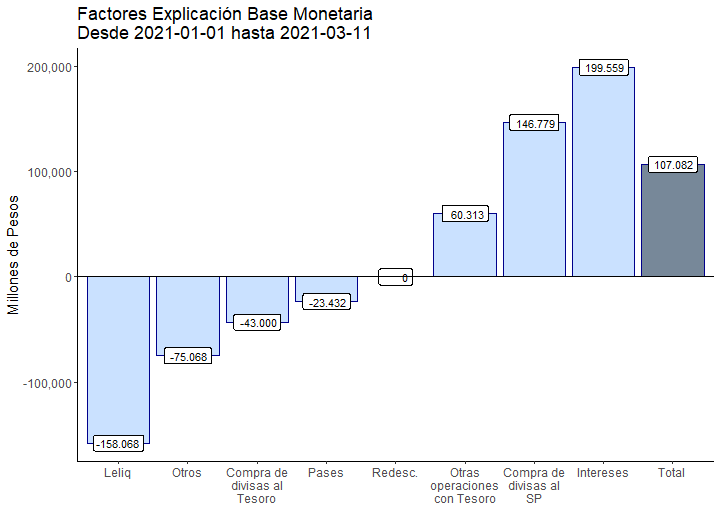 Factores Explicación Base Monetaria
Desde 2021-01-01 hasta 2021-03-11
Millones de Pesos
200,000
100,000
0
-100,000
-158.068
-75.068
-43.000
-23.432
0
60.313
146.779
199.559
107.082
Leliq
Otros
Compra de
divisas al
Tesoro
Pases
Redesc.
Otras
operaciones
con Tesoro
Compra de
divisas al
SP
Intereses
Total